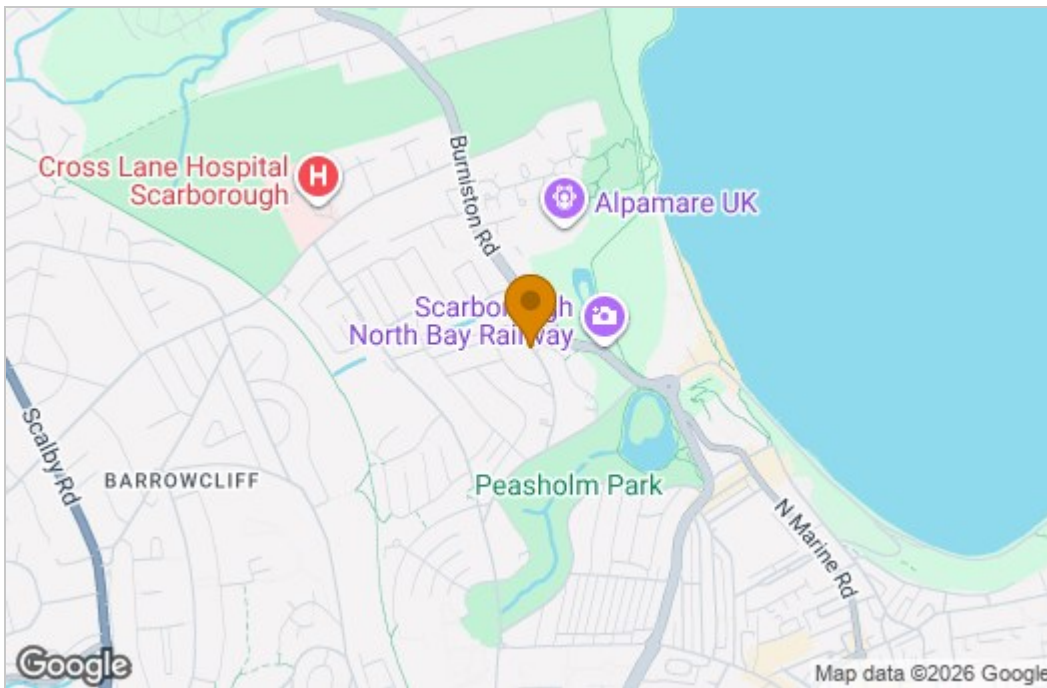 Cross Lane Hospital
Scarborough
H
Burniston Rd
Alpamare UK
North Bay Railway
Scalby Rd
BARROWCLIFF
Peasholm Park
N Marine Rd
Google
Map data ©2026 Google